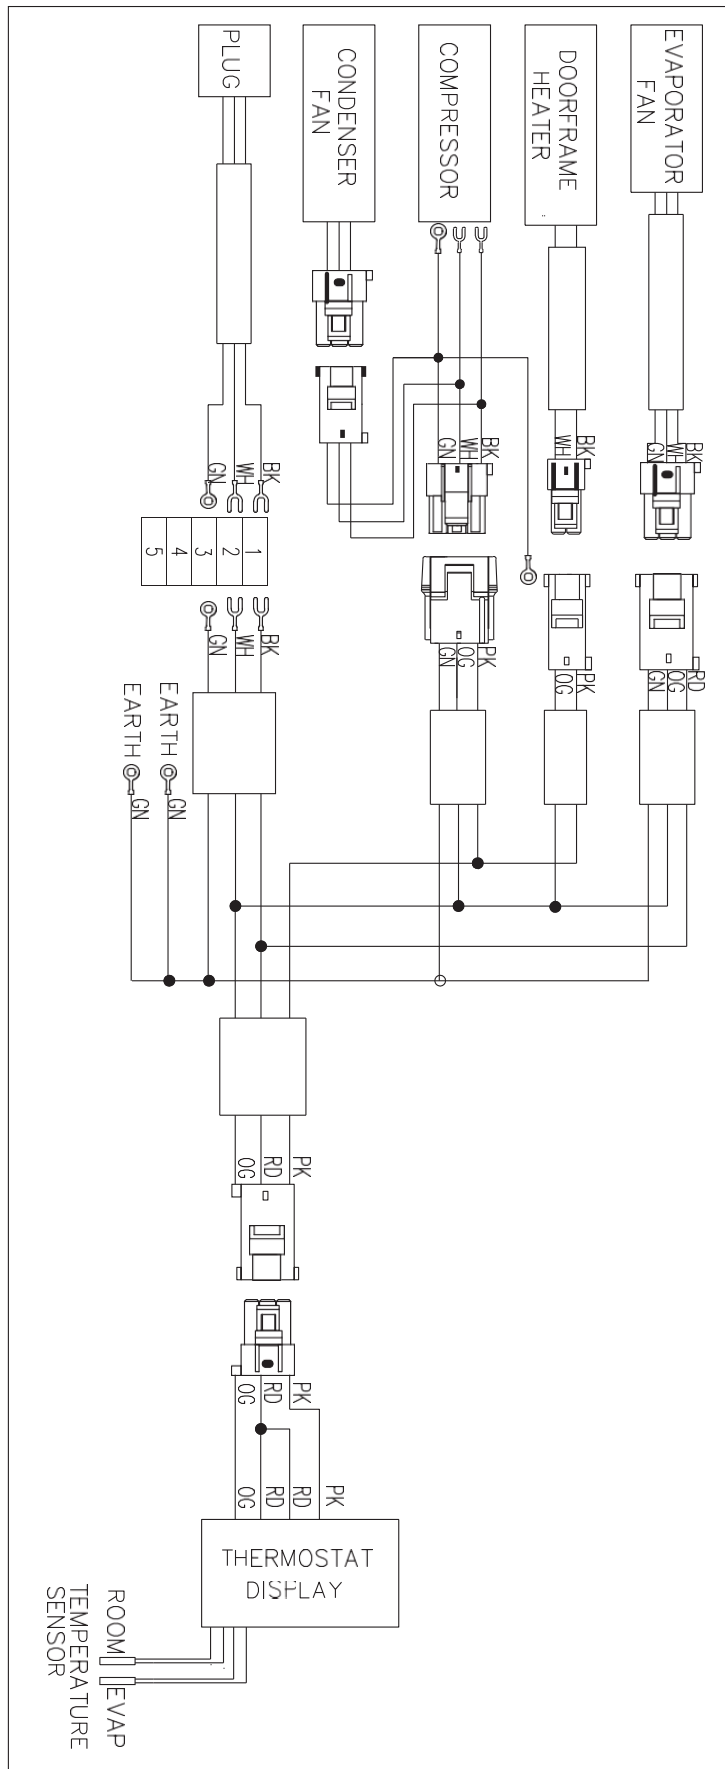 PLUG
CONDENSER
FAN
COMPRESSOR
DOORFRAME
HEATER
EVAPORATOR
FAN
GN
WH
BK
GN
WH
BK
WH
BK
GN
WH
BK
5
4
3
2
1
GN
WH
BK
GN
OG
PK
OG
PK
GN
OG
RD
EARTH
EARTH
GN
GN
OG
RD
PK
OG
RD
PK
OG
RD
RD
PK
THERMOSTAT
DISPLAY
ROOM
EVAP
TEMPERATURE
SENSOR